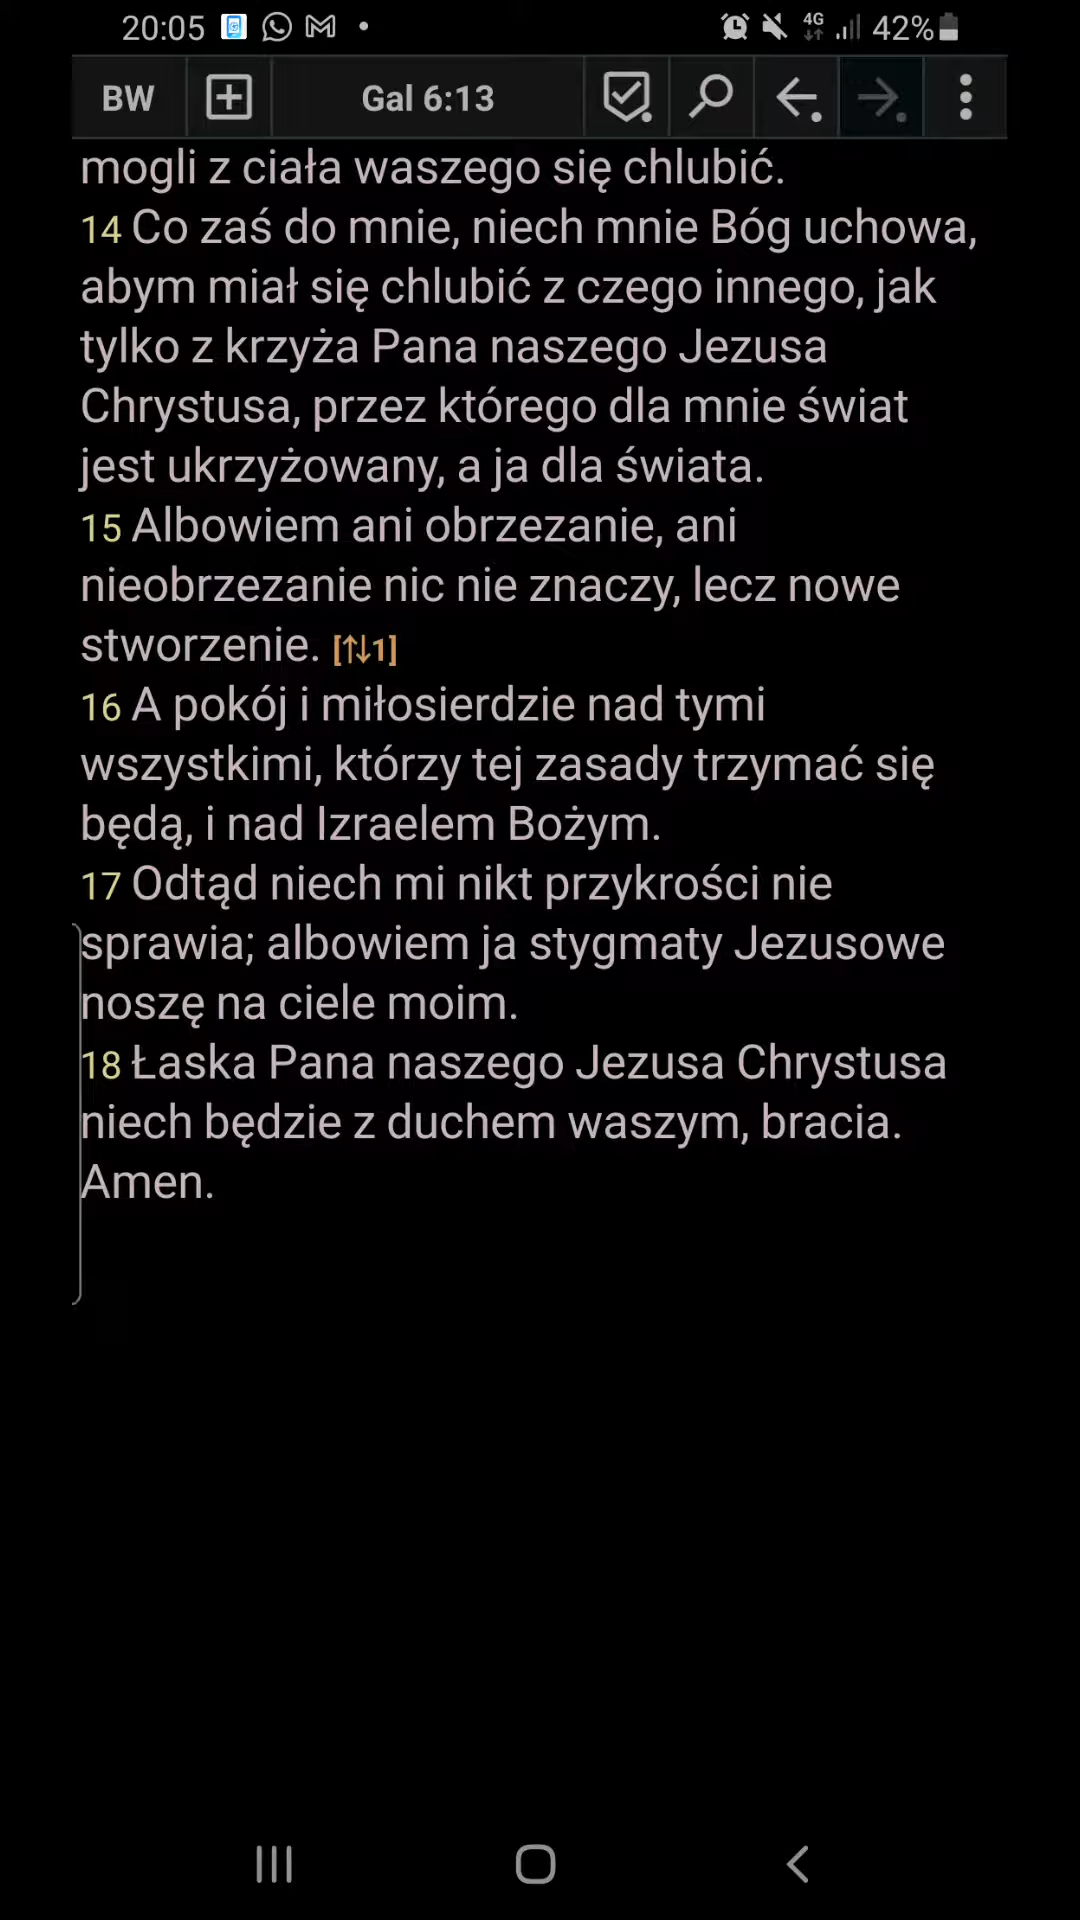 20:05 4G 42%
BW Gal 6:13
mogli z ciała waszego się chlubić.
14 Co zaś do mnie, niech mnie Bóg uchowa,
abym miał się chlubić z czego innego, jak
tylko z krzyża Pana naszego Jezusa
Chrystusa, przez którego dla mnie świat
jest ukrzyżowany, a ja dla świata.
15 Albowiem ani obrzezanie, ani
nieobrzezanie nic nie znaczy, lecz nowe
stworzenie. [↑↓1]
16 A pokój i miłosierdzie nad tymi
wszystkimi, którzy tej zasady trzymać się
będą, i nad Izraelem Bożym.
17 Odtąd niech mi nikt przykrości nie
sprawia; albowiem ja stygmaty Jezusowe
noszę na ciele moim.
18 Łaska Pana naszego Jezusa Chrystusa
niech będzie z duchem waszym, bracia.
Amen.